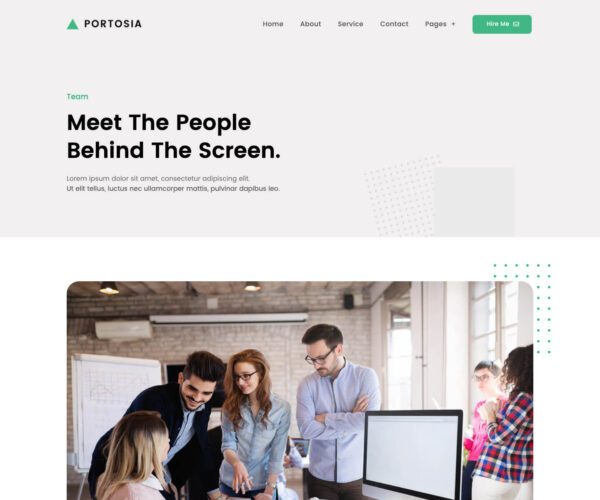 PORTOSIA
Home About Service Contact Pages + Hire Me
Team
Meet The People
Behind The Screen.
Lorem ipsum dolor sit amet, consectetur adipiscing elit.
Ut elit tellus, luctus nec ullamcorper mattis, pulvinar dapibus leo.